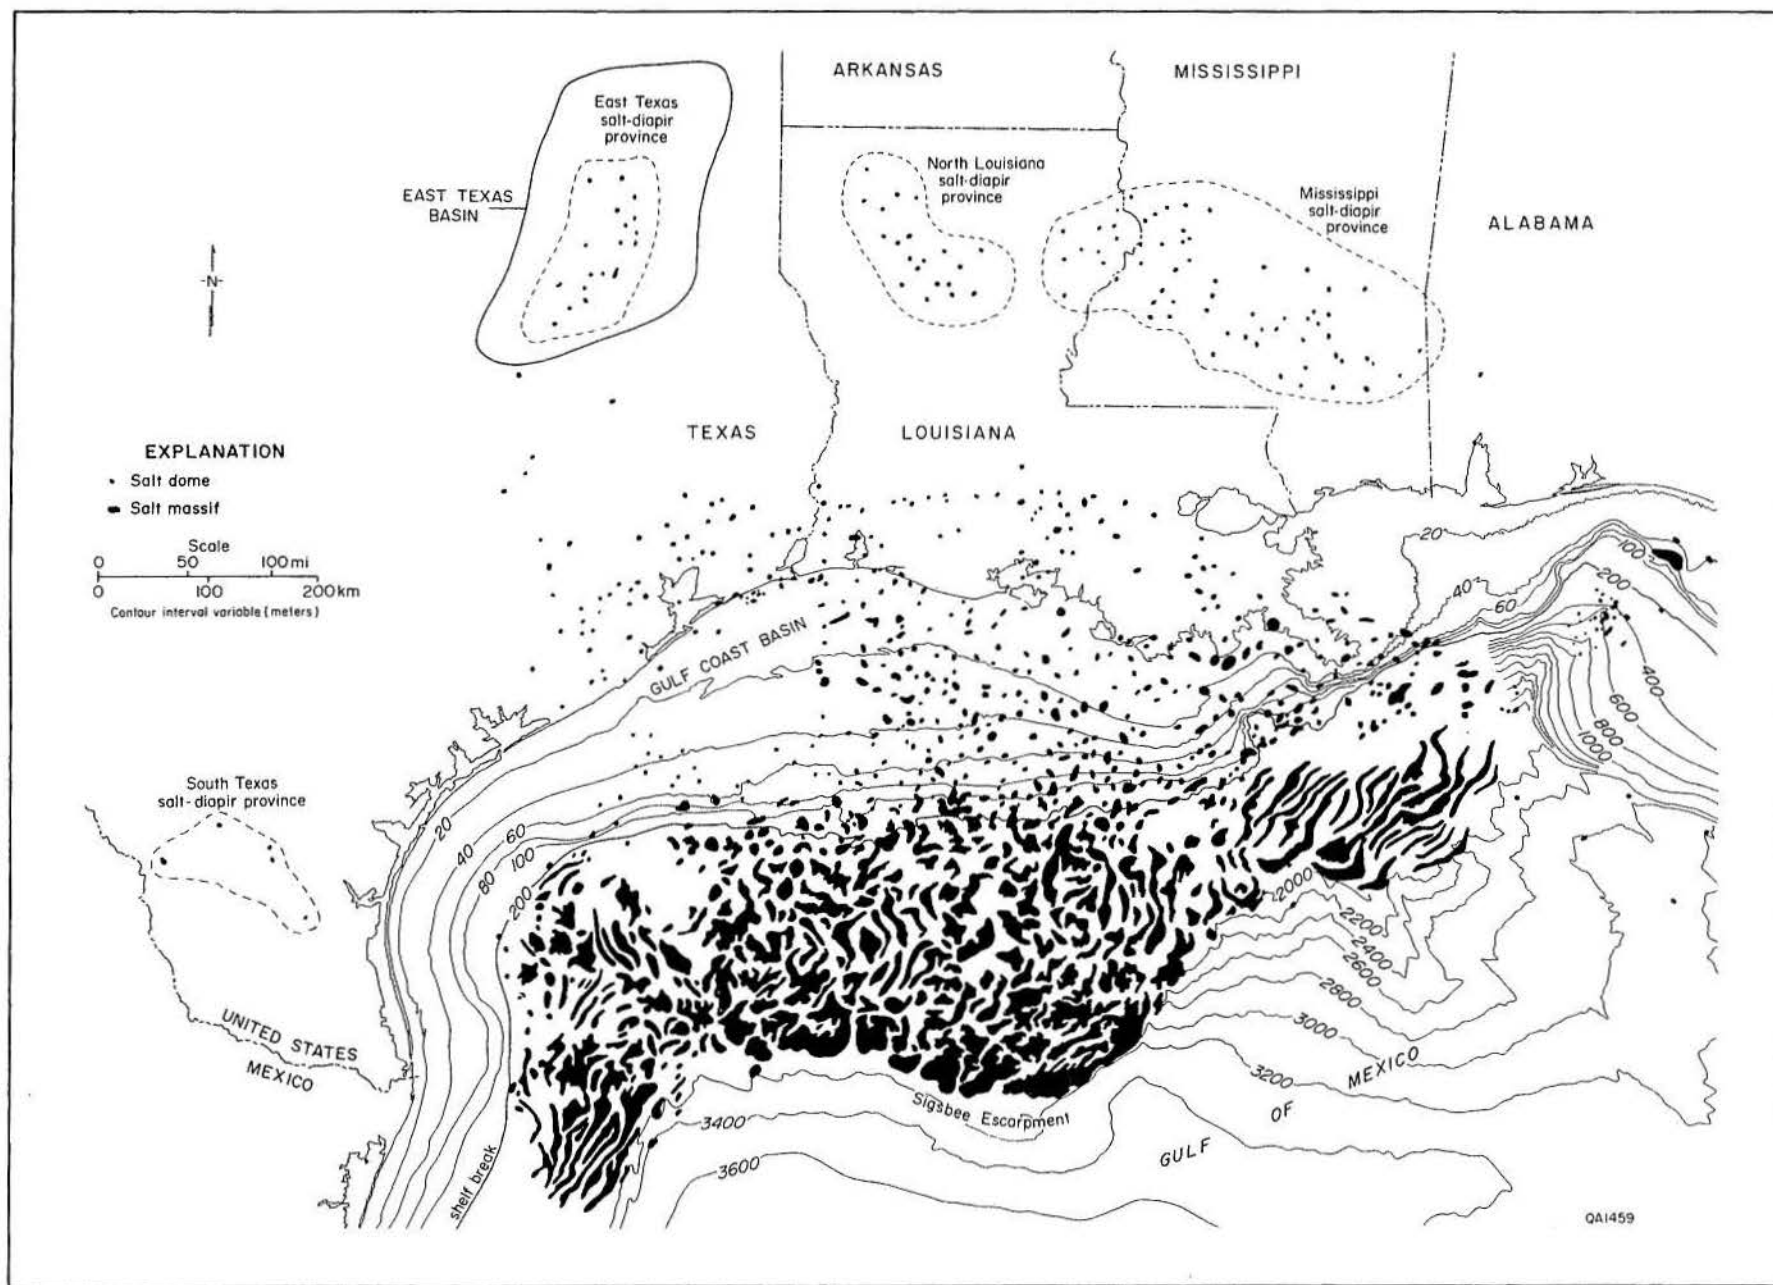 ARKANSAS
MISSISSIPPI
East Texas
salt-diapir
province
North Louisiana
salt-diapir
province
EAST TEXAS
BASIN
Mississippi
salt-diapir
province
ALABAMA
-N-
TEXAS
LOUISIANA
EXPLANATION
Salt dome
Salt massif
Scale
0 50 100 mi
0 100 200 km
Contour interval variable (meters)
GULF COAST BASIN
20
40
60
100
200
400
600
800
1000
South Texas
salt-diapir province
20
40
60
80
100
200
2000
2200
2400
2600
2800
3000
3200
3400
3600
UNITED STATES
MEXICO
Sigsbee Escarpment
shelf break
GULF OF MEXICO
QA1459